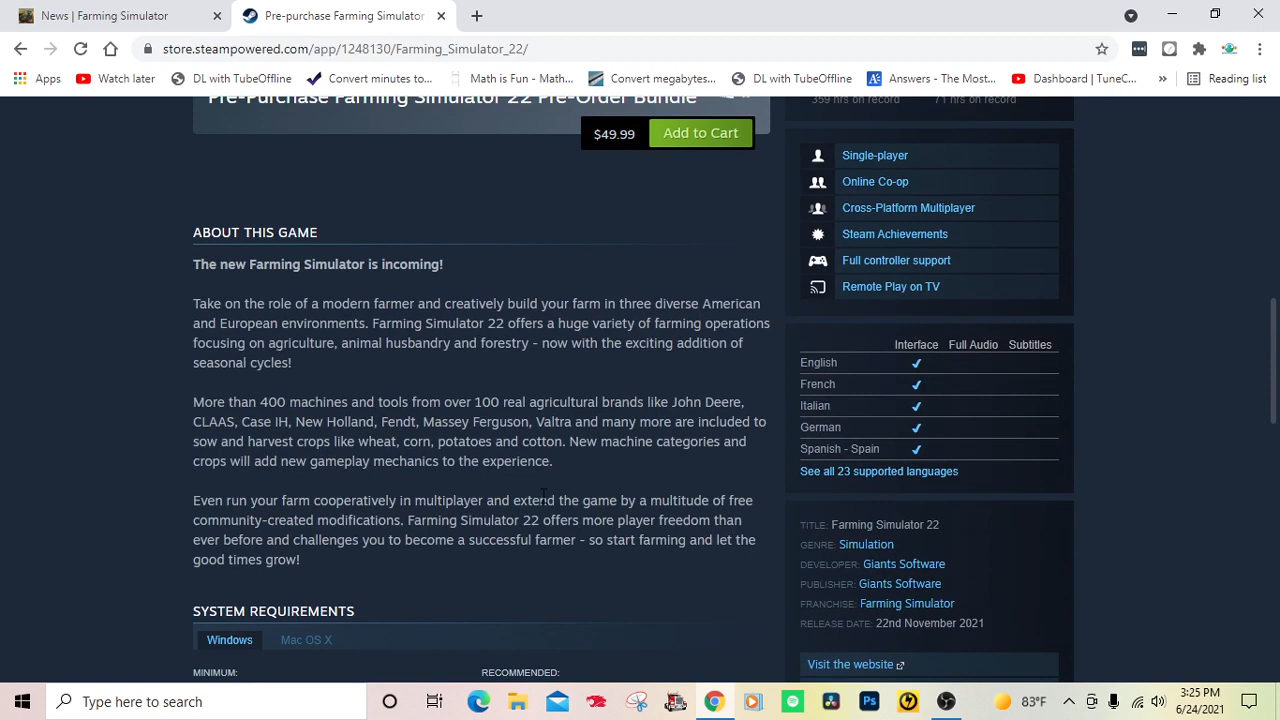 News | Farming Simulator
Pre-purchase Farming Simulator
store.steampowered.com/app/1248130/Farming_Simulator_22/
Apps
Watch later
DL with TubeOffline
Convert minutes to...
Math is Fun - Math...
Convert megabytes...
DL with TubeOffline
Answers - The Most...
Dashboard | TuneC...
»
Reading list
Pre-Purchase Farming Simulator 22 Pre-Order Bundle
$49.99
Add to Cart
ABOUT THIS GAME
The new Farming Simulator is incoming!
Take on the role of a modern farmer and creatively build your farm in three diverse American
and European environments. Farming Simulator 22 offers a huge variety of farming operations
focusing on agriculture, animal husbandry and forestry - now with the exciting addition of
seasonal cycles!
More than 400 machines and tools from over 100 real agricultural brands like John Deere,
CLAAS, Case IH, New Holland, Fendt, Massey Ferguson, Valtra and many more are included to
sow and harvest crops like wheat, corn, potatoes and cotton. New machine categories and
crops will add new gameplay mechanics to the experience.
Even run your farm cooperatively in multiplayer and extend the game by a multitude of free
community-created modifications. Farming Simulator 22 offers more player freedom than
ever before and challenges you to become a successful farmer - so start farming and let the
good times grow!
SYSTEM REQUIREMENTS
Windows
Mac OS X
MINIMUM:
RECOMMENDED:
359 hrs on record
71 hrs on record
Single-player
Online Co-op
Cross-Platform Multiplayer
Steam Achievements
Full controller support
Remote Play on TV
Interface Full Audio Subtitles
English
French
Italian
German
Spanish - Spain
See all 23 supported languages
TITLE: Farming Simulator 22
GENRE: Simulation
DEVELOPER: Giants Software
PUBLISHER: Giants Software
FRANCHISE: Farming Simulator
RELEASE DATE: 22nd November 2021
Visit the website
Type here to search
83°F
3:25 PM
6/24/2021